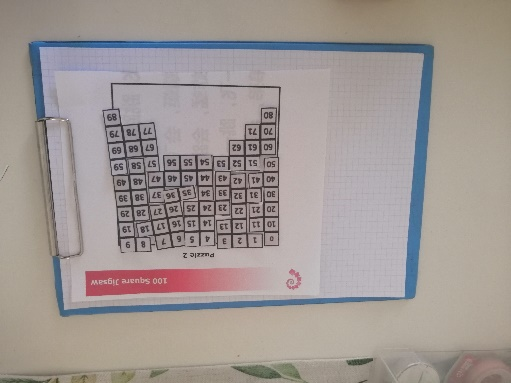 100 Square Jigsaw
Puzzle 2
0 1 2 3 4 5 6 7 8 9
10 11 12 13 14 15 16 17 18 19
20 21 22 23 24 25 26 27 28 29
30 31 32 33 34 35 36 37 38 39
40 41 42 43 44 45 46 47 48 49
50 51 52 53 54 55 56 57 58 59
60 61 62 67 68 69
70 71 77 78 79
80 89